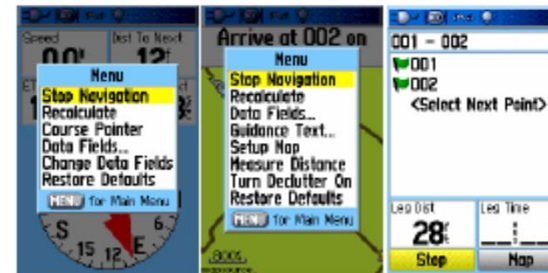 Speed
Dist To Next
Menu
Stop Navigation
Recalculate
Course Pointer
Data Fields...
Change Data Fields
Restore Defaults
MENU for Main Menu
S
15
12
E
6
Arrive at 002 on
Menu
Stop Navigation
Recalculate
Data Fields...
Guidance Text...
Setup Map
Measure Distance
Turn Declutter On
Restore Defaults
MENU for Main Menu
001 - 002
001
002
<Select Next Point>
Leg Dist
Leg Time
28
Stop
Map